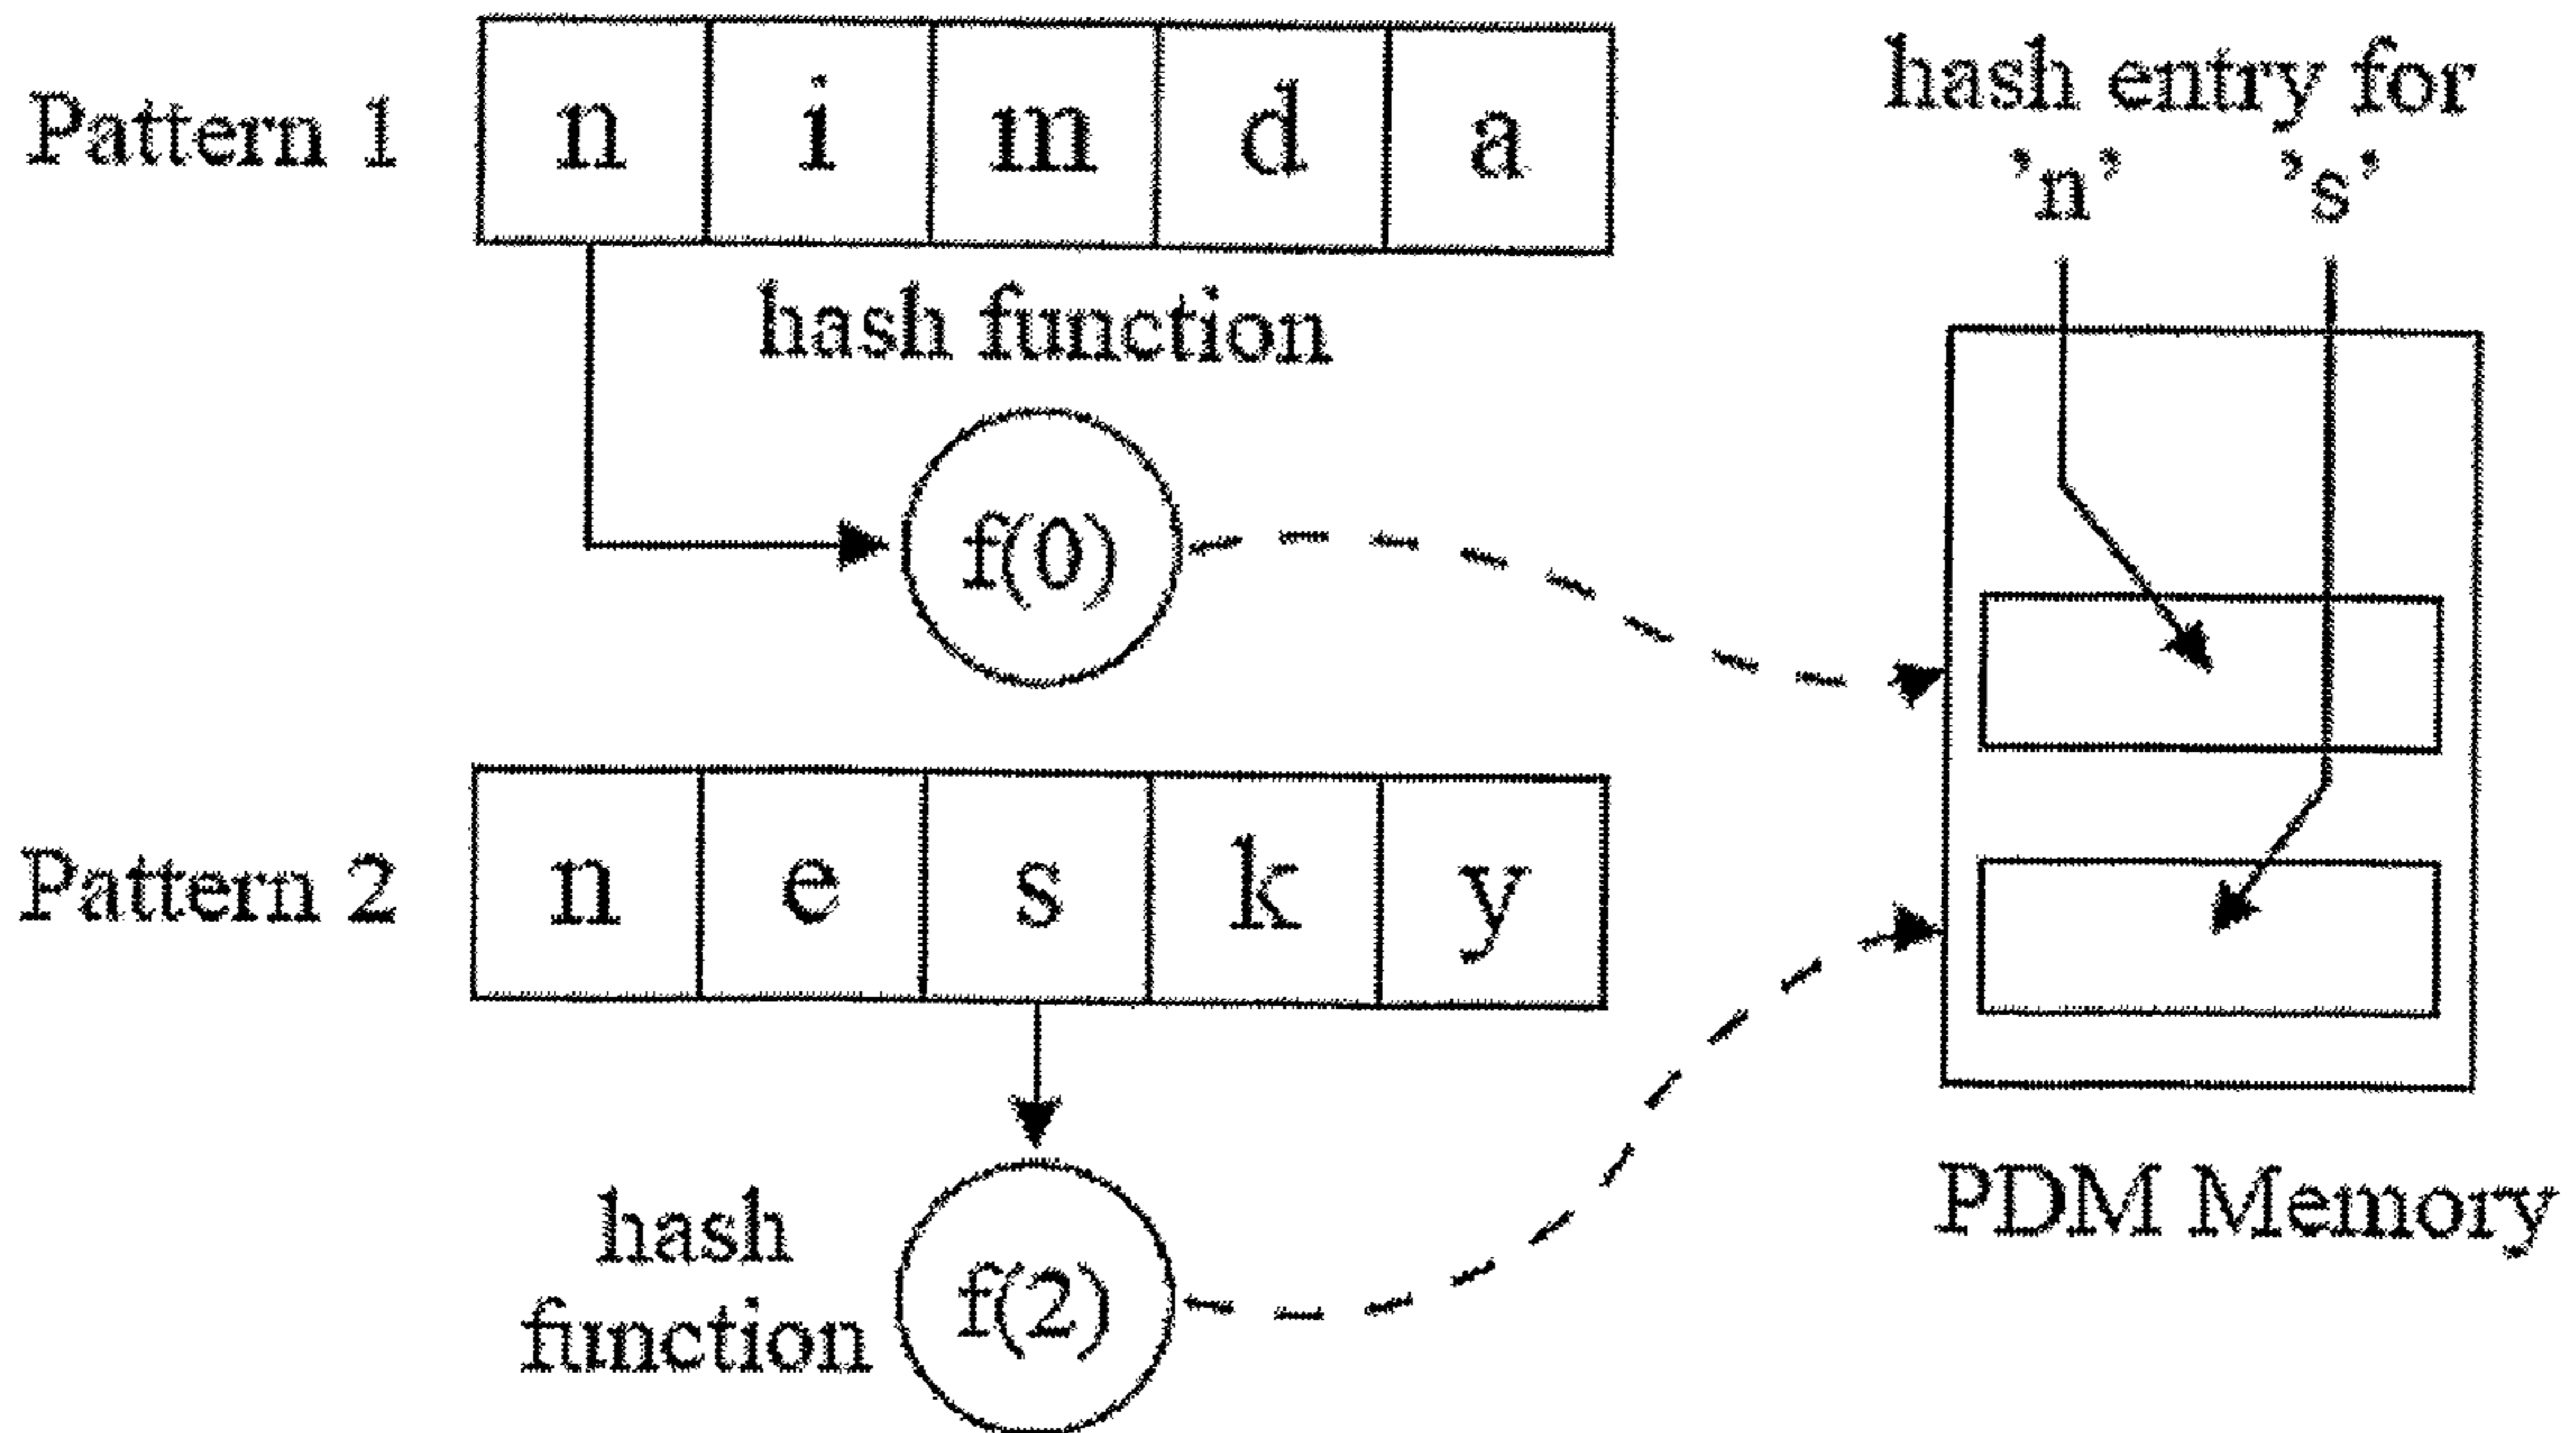 Pattern 1
n i m d a
hash entry for
'n' 's'
hash function
f(0)
Pattern 2
n e s k y
PDM Memory
hash
function
f(2)